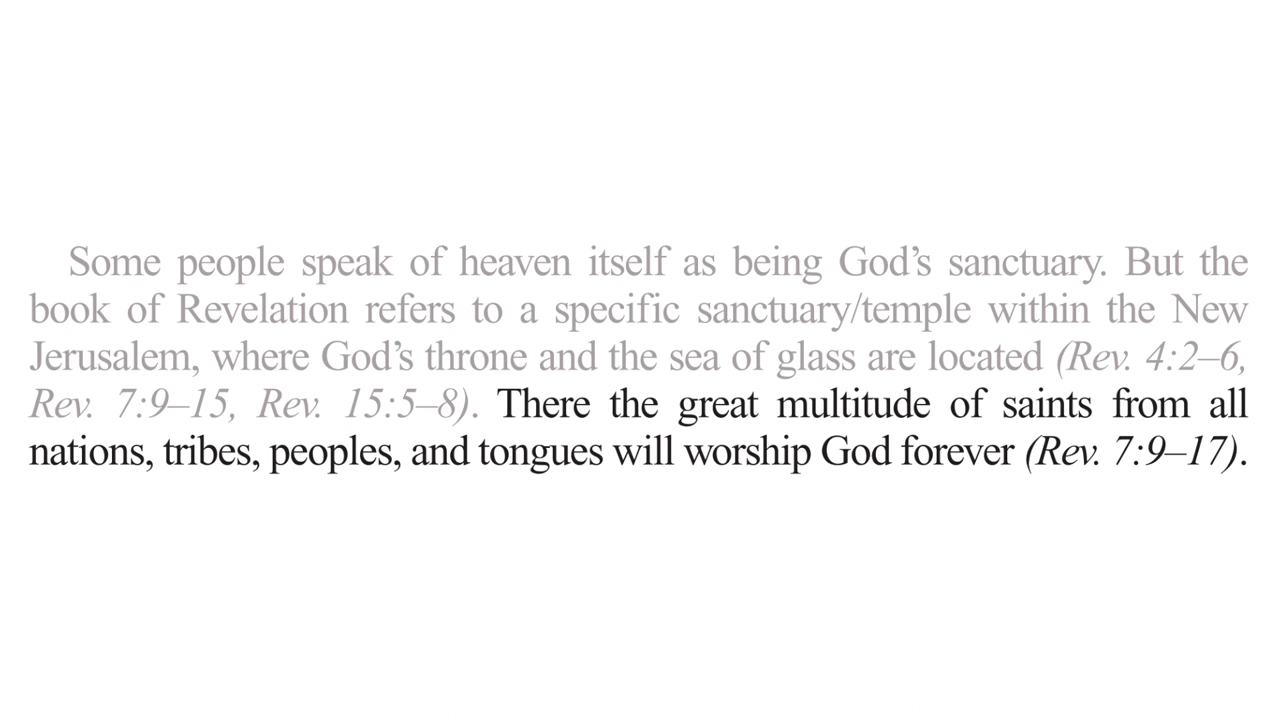 Some people speak of heaven itself as being God’s sanctuary. But the
book of Revelation refers to a specific sanctuary/temple within the New
Jerusalem, where God’s throne and the sea of glass are located (Rev. 4:2–6,
Rev. 7:9–15, Rev. 15:5–8). There the great multitude of saints from all
nations, tribes, peoples, and tongues will worship God forever (Rev. 7:9–17).